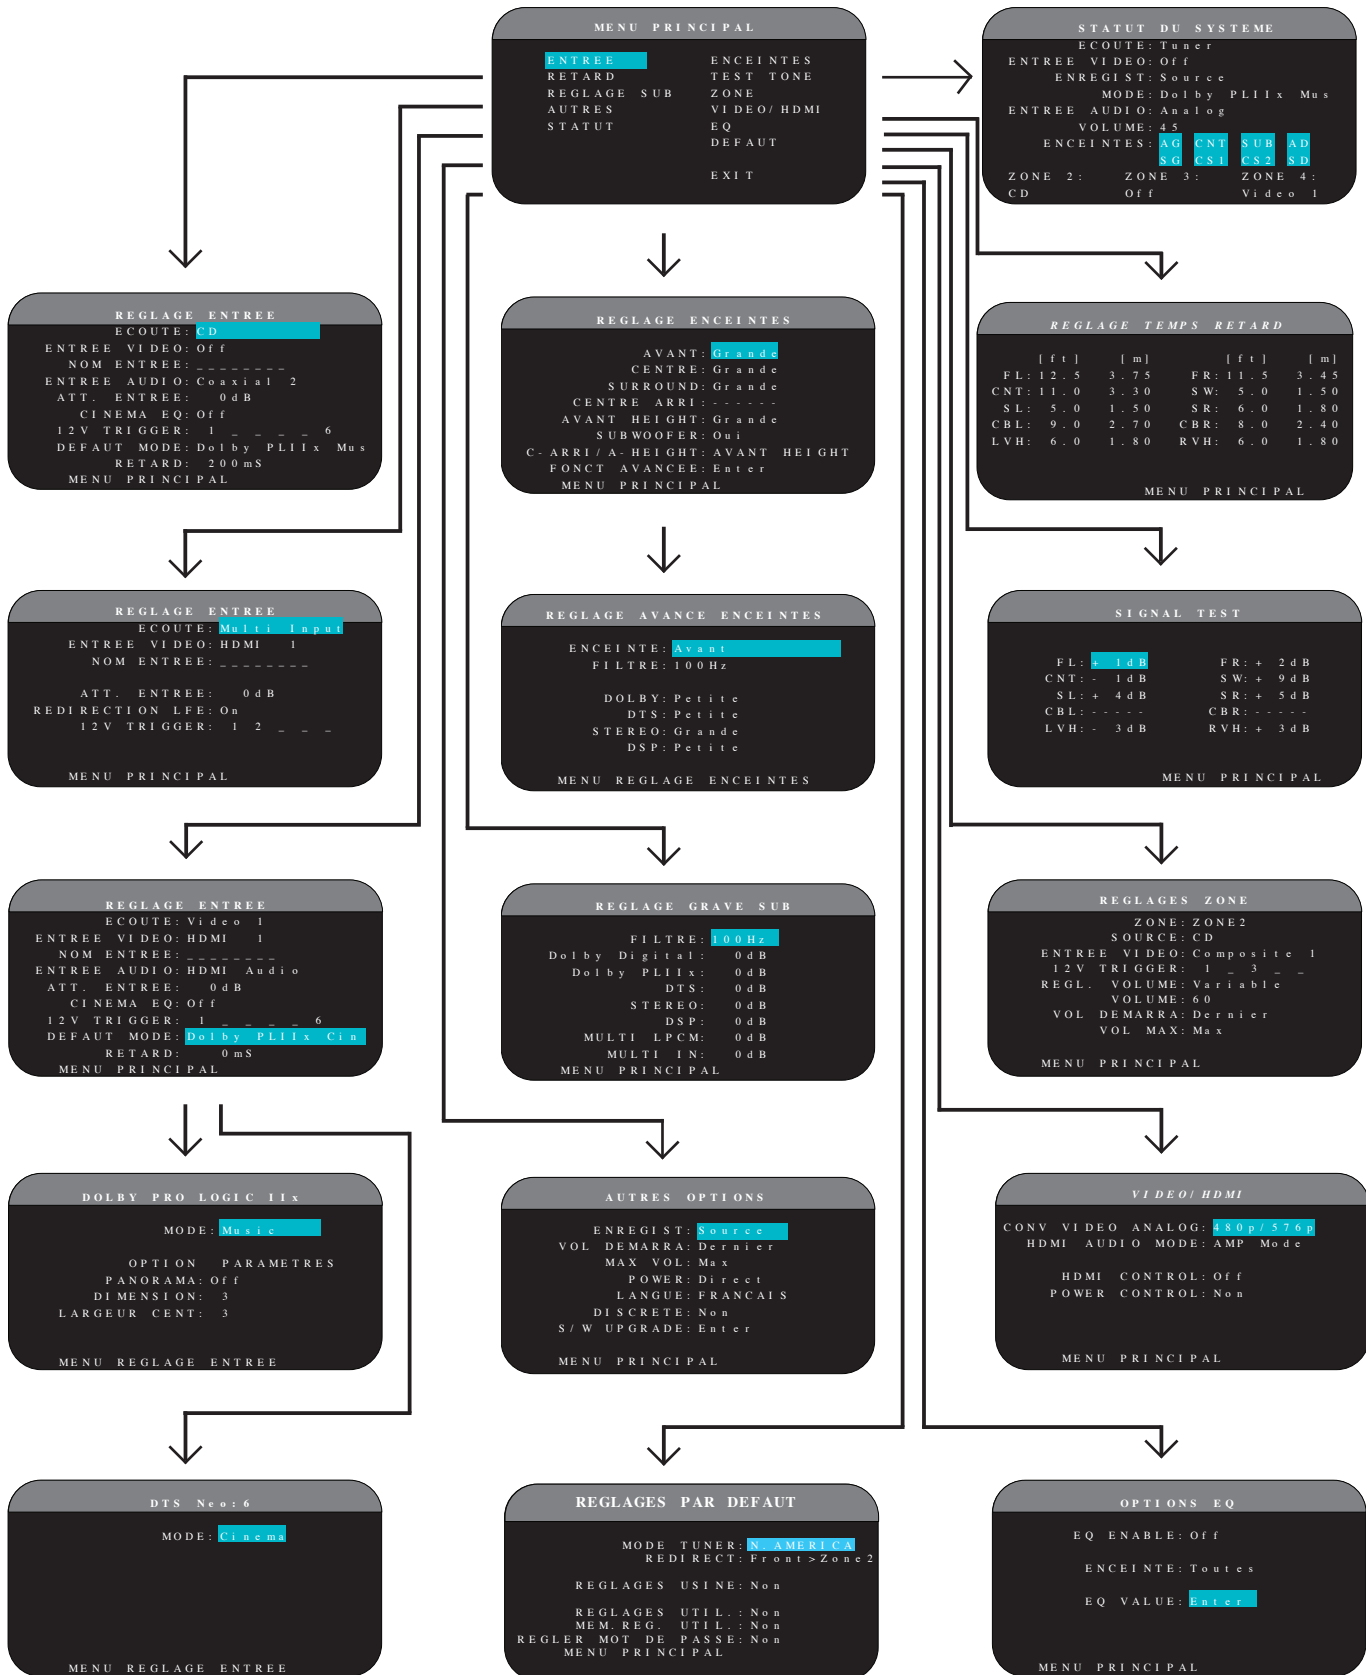 MENU PRINCIPAL
ENTREE ENCEINTES
RETARD TEST TONE
REGLAGE SUB ZONE
AUTRES VIDEO/HDMI
STATUT EQ
DEFAUT
EXIT
STATUT DU SYSTEME
ECOUTE: Tuner
ENTREE VIDEO: Off
ENREGIST: Source
MODE: Dolby PLIIx Mus
ENTREE AUDIO: Analog
VOLUME: 45
ENCEINTES: AG CNT SUB AD
SG CS1 CS2 SD
ZONE 2: ZONE 3: ZONE 4:
CD Off Video 1
REGLAGE ENTREE
ECOUTE: CD
ENTREE VIDEO: Off
NOM ENTREE: _ _ _ _ _ _ _ _
ENTREE AUDIO: Coaxial 2
ATT. ENTREE: 0dB
CINEMA EQ: Off
12V TRIGGER: 1 _ _ _ _ 6
DEFAUT MODE: Dolby PLIIx Mus
RETARD: 200mS
MENU PRINCIPAL
REGLAGE ENCEINTES
AVANT: Grande
CENTRE: Grande
SURROUND: Grande
CENTRE ARRI: - - - - - -
AVANT HEIGHT: Grande
SUBWOOFER: Oui
C-ARRI/A-HEIGHT: AVANT HEIGHT
FONCT AVANCEE: Enter
MENU PRINCIPAL
REGLAGE TEMPS RETARD
[ft] [m] [ft] [m]
FL: 12.5 3.75 FR: 11.5 3.45
CNT: 11.0 3.30 SW: 5.0 1.50
SL: 5.0 1.50 SR: 6.0 1.80
CBL: 9.0 2.70 CBR: 8.0 2.40
LVH: 6.0 1.80 RVH: 6.0 1.80
MENU PRINCIPAL
REGLAGE ENTREE
ECOUTE: Multi Input
ENTREE VIDEO: HDMI 1
NOM ENTREE: _ _ _ _ _ _ _ _
ATT. ENTREE: 0dB
REDIRECTION LFE: On
12V TRIGGER: 1 2 _ _ _
MENU PRINCIPAL
REGLAGE AVANCE ENCEINTES
ENCEINTE: Avant
FILTRE: 100Hz
DOLBY: Petite
DTS: Petite
STEREO: Grande
DSP: Petite
MENU REGLAGE ENCEINTES
SIGNAL TEST
FL: + 1dB FR: + 2dB
CNT: - 1dB SW: + 9dB
SL: + 4dB SR: + 5dB
CBL: - - - - - CBR: - - - - -
LVH: - 3dB RVH: + 3dB
MENU PRINCIPAL
REGLAGE ENTREE
ECOUTE: Video 1
ENTREE VIDEO: HDMI 1
NOM ENTREE: _ _ _ _ _ _ _ _
ENTREE AUDIO: HDMI Audio
ATT. ENTREE: 0dB
CINEMA EQ: Off
12V TRIGGER: 1 _ _ _ _ 6
DEFAUT MODE: Dolby PLIIx Cin
RETARD: 0mS
MENU PRINCIPAL
REGLAGE GRAVE SUB
FILTRE: 100Hz
Dolby Digital: 0dB
Dolby PLIIx: 0dB
DTS: 0dB
STEREO: 0dB
DSP: 0dB
MULTI LPCM: 0dB
MULTI IN: 0dB
MENU PRINCIPAL
REGLAGES ZONE
ZONE: ZONE2
SOURCE: CD
ENTREE VIDEO: Composite 1
12V TRIGGER: 1 _ 3 _ _
REGL. VOLUME: Variable
VOLUME: 60
VOL DEMARRA: Dernier
VOL MAX: Max
MENU PRINCIPAL
DOLBY PRO LOGIC IIx
MODE: Music
OPTION PARAMETRES
PANORAMA: Off
DIMENSION: 3
LARGEUR CENT: 3
MENU REGLAGE ENTREE
AUTRES OPTIONS
ENREGIST: Source
VOL DEMARRA: Dernier
MAX VOL: Max
POWER: Direct
LANGUE: FRANCAIS
DISCRETE: Non
S/W UPGRADE: Enter
MENU PRINCIPAL
VIDEO/HDMI
CONV VIDEO ANALOG: 480p/576p
HDMI AUDIO MODE: AMP Mode
HDMI CONTROL: Off
POWER CONTROL: Non
MENU PRINCIPAL
DTS Neo:6
MODE: Cinema
MENU REGLAGE ENTREE
REGLAGES PAR DEFAUT
MODE TUNER: N. AMERICA
REDIRECT: Front>Zone2
REGLAGES USINE: Non
REGLAGES UTIL.: Non
MEM.REG. UTIL.: Non
REGLER MOT DE PASSE: Non
MENU PRINCIPAL
OPTIONS EQ
EQ ENABLE: Off
ENCEINTE: Toutes
EQ VALUE: Enter
MENU PRINCIPAL